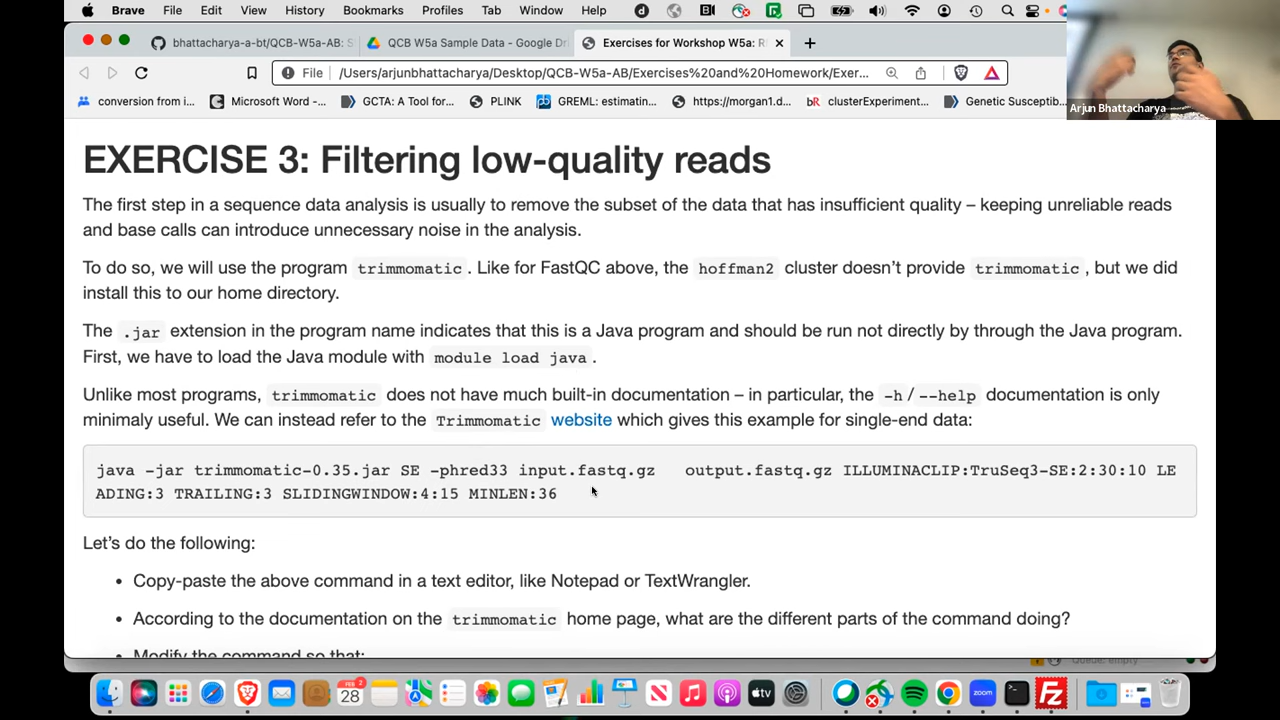 Brave File Edit View History Bookmarks Profiles Tab Window Help
bhattacharya-a-bt/QCB-W5a-AB: S
QCB W5a Sample Data - Google Dri
Exercises for Workshop W5a: R
File /Users/arjunbhattacharya/Desktop/QCB-W5a-AB/Exercises%20and%20Homework/Exer...
Arjun Bhattacharya
conversion from i... Microsoft Word -... GCTA: A Tool for... PLINK GREML: estimatin... https://morgan1.d... clusterExperiment... Genetic Susceptib...
EXERCISE 3: Filtering low-quality reads
The first step in a sequence data analysis is usually to remove the subset of the data that has insufficient quality – keeping unreliable reads
and base calls can introduce unnecessary noise in the analysis.
To do so, we will use the program trimmomatic. Like for FastQC above, the hoffman2 cluster doesn’t provide trimmomatic, but we did
install this to our home directory.
The .jar extension in the program name indicates that this is a Java program and should be run not directly by through the Java program.
First, we have to load the Java module with module load java.
Unlike most programs, trimmomatic does not have much built-in documentation – in particular, the -h / --help documentation is only
minimaly useful. We can instead refer to the Trimmomatic website which gives this example for single-end data:
java -jar trimmomatic-0.35.jar SE -phred33 input.fastq.gz output.fastq.gz ILLUMINACLIP:TruSeq3-SE:2:30:10 LE
ADING:3 TRAILING:3 SLIDINGWINDOW:4:15 MINLEN:36
Let’s do the following:
• Copy-paste the above command in a text editor, like Notepad or TextWrangler.
• According to the documentation on the trimmomatic home page, what are the different parts of the command doing?
• Modify the command so that:
Queue: empty
FEB 28
tv
zoom